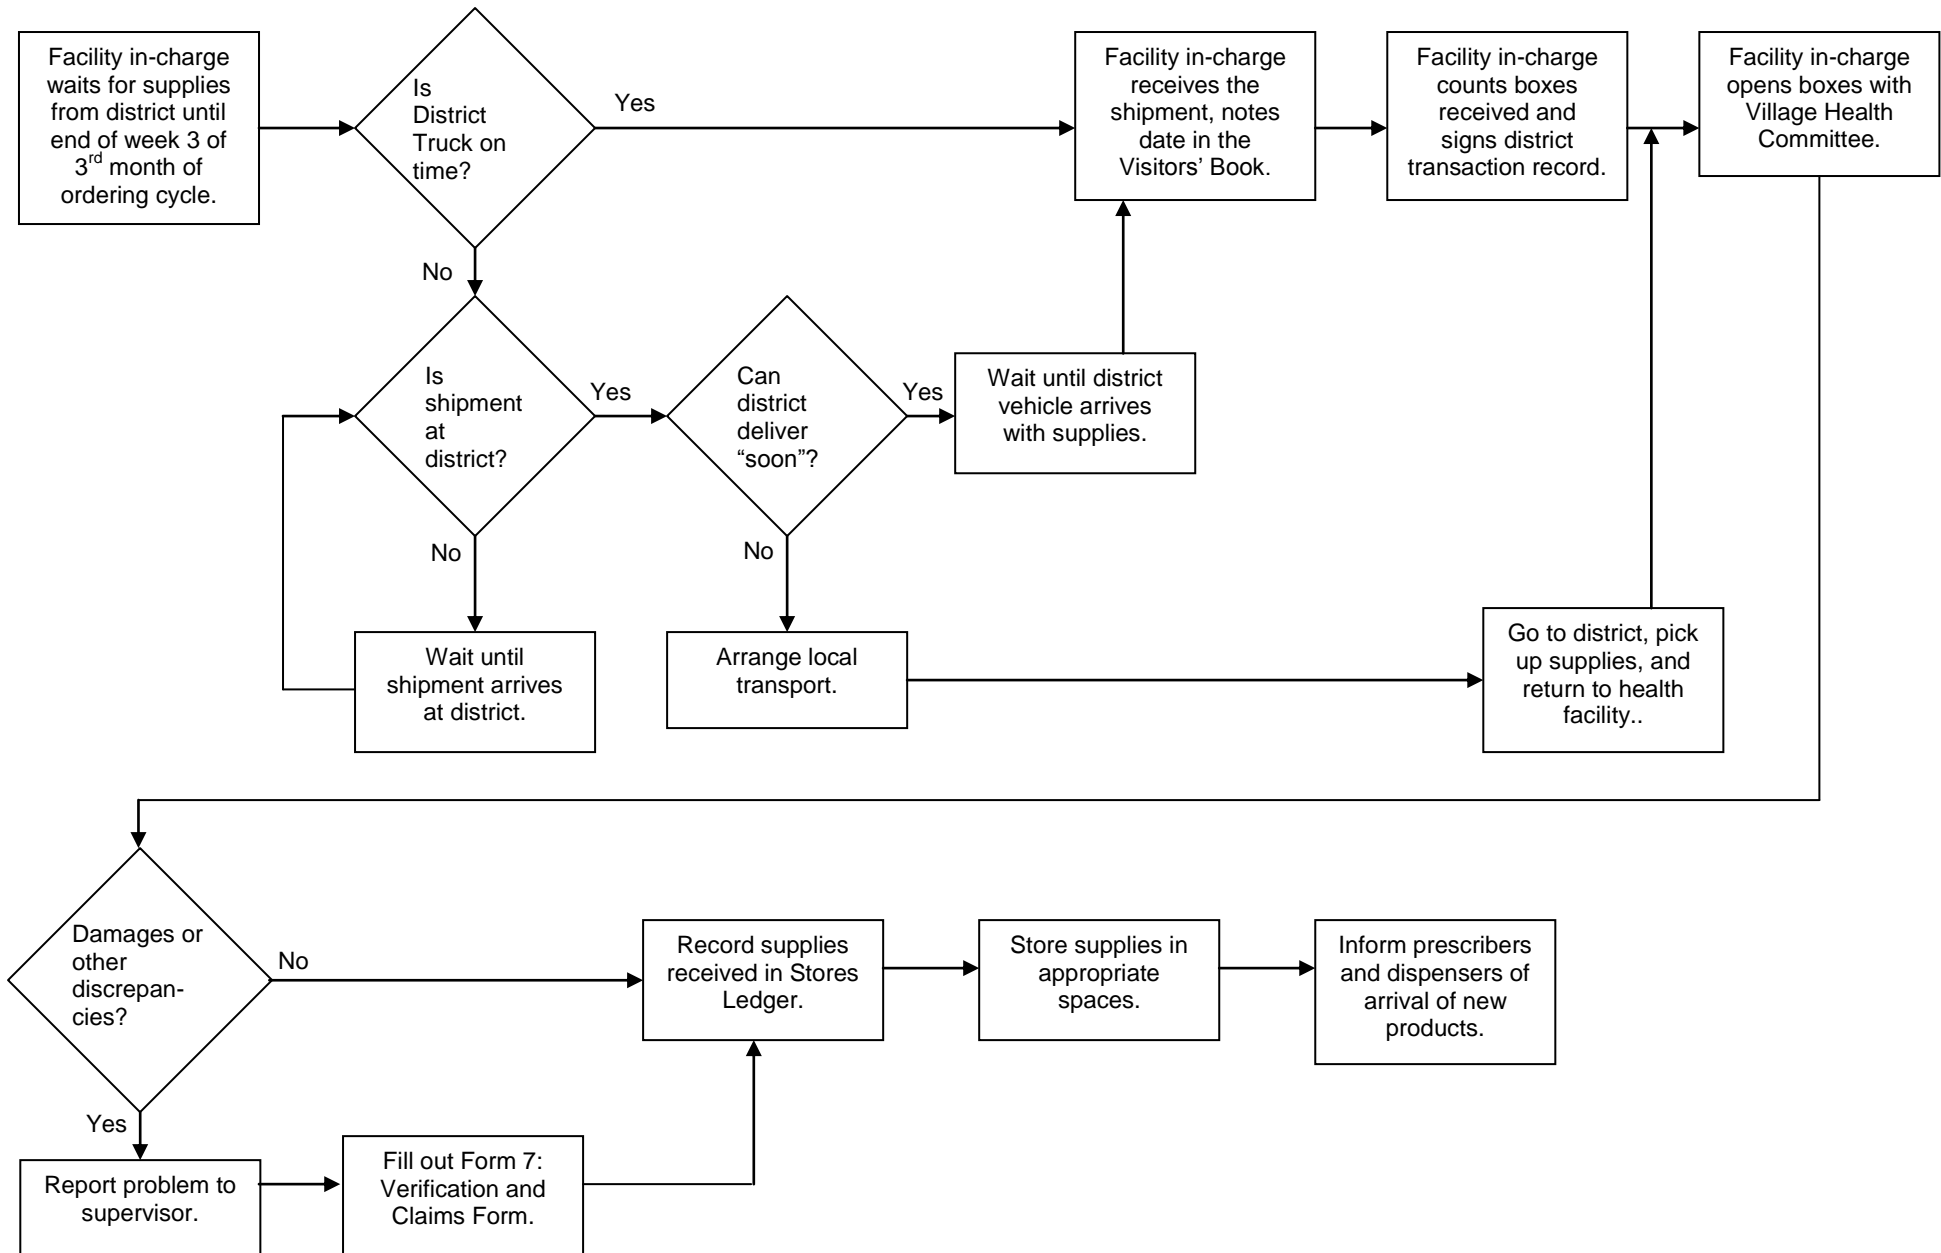 Facility in-charge
waits for supplies
from district until
end of week 3 of
3rd month of
ordering cycle.
Is
District
Truck on
time?
Yes
Facility in-charge
receives the
shipment, notes
date in the
Visitors’ Book.
Facility in-charge
counts boxes
received and
signs district
transaction record.
Facility in-charge
opens boxes with
Village Health
Committee.
No
Is
shipment
at
district?
Yes
Can
district
deliver
“soon”?
Yes
Wait until district
vehicle arrives
with supplies.
No
No
Wait until
shipment arrives
at district.
Arrange local
transport.
Go to district, pick
up supplies, and
return to health
facility..
Damages or
other
discrepan-
cies?
No
Record supplies
received in Stores
Ledger.
Store supplies in
appropriate
spaces.
Inform prescribers
and dispensers of
arrival of new
products.
Yes
Report problem to
supervisor.
Fill out Form 7:
Verification and
Claims Form.